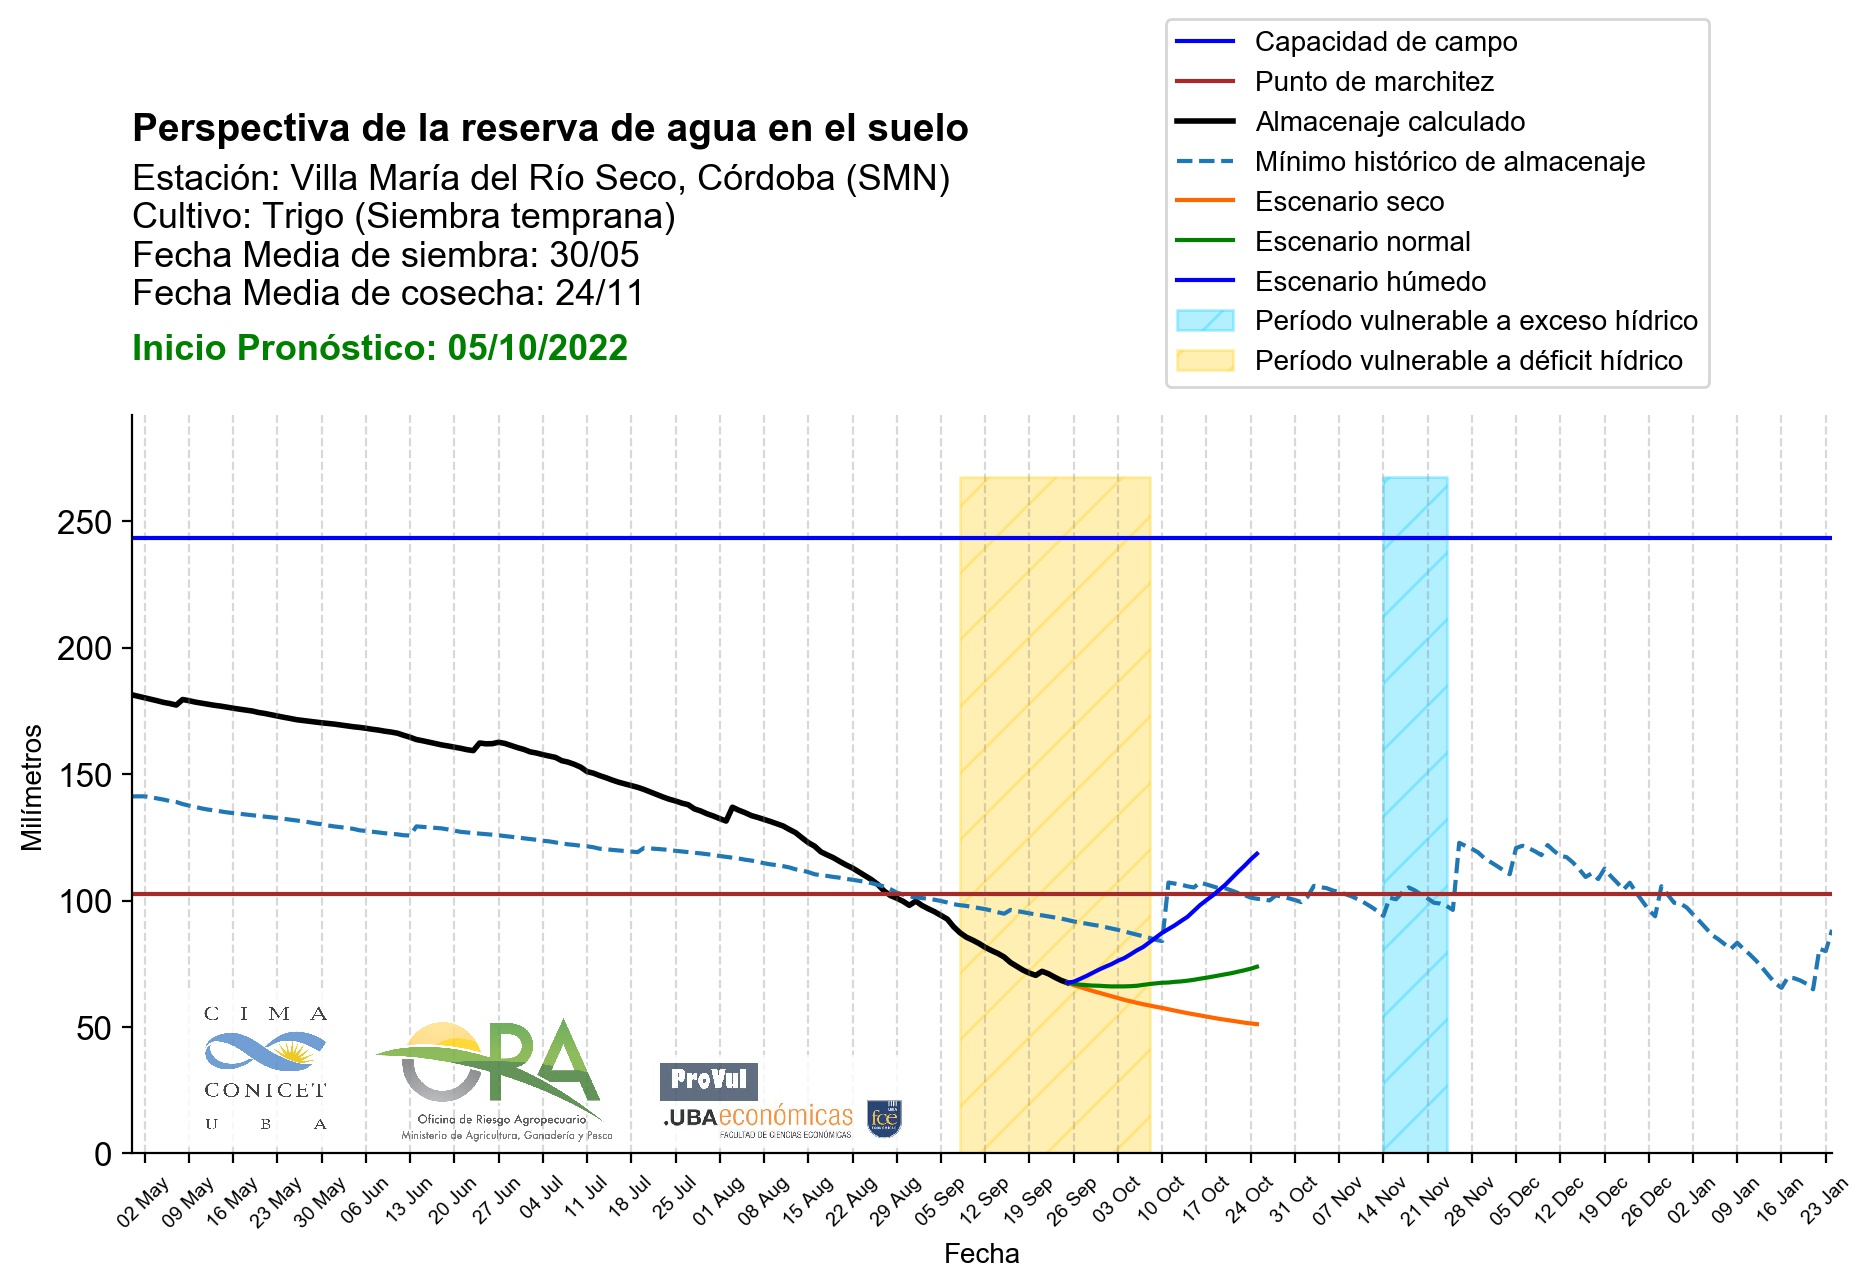 Capacidad de campo
Punto de marchitez
Almacenaje calculado
Mínimo histórico de almacenaje
Escenario seco
Escenario normal
Escenario húmedo
Período vulnerable a exceso hídrico
Período vulnerable a déficit hídrico
Perspectiva de la reserva de agua en el suelo
Estación: Villa María del Río Seco, Córdoba (SMN)
Cultivo: Trigo (Siembra temprana)
Fecha Media de siembra: 30/05
Fecha Media de cosecha: 24/11
Inicio Pronóstico: 05/10/2022
Milímetros
250
200
150
100
50
0
CIMA
CONICET
UBA
ORA
Oficina de Riesgo Agropecuario
Ministerio de Agricultura, Ganadería y Pesca
ProVul
.UBAeconómicas
FACULTAD DE CIENCIAS ECONÓMICAS
fce
02 May
09 May
16 May
23 May
30 May
06 Jun
13 Jun
20 Jun
27 Jun
04 Jul
11 Jul
18 Jul
25 Jul
01 Aug
08 Aug
15 Aug
22 Aug
29 Aug
05 Sep
12 Sep
19 Sep
26 Sep
03 Oct
10 Oct
17 Oct
24 Oct
31 Oct
07 Nov
14 Nov
21 Nov
28 Nov
05 Dec
12 Dec
19 Dec
26 Dec
02 Jan
09 Jan
16 Jan
23 Jan
Fecha